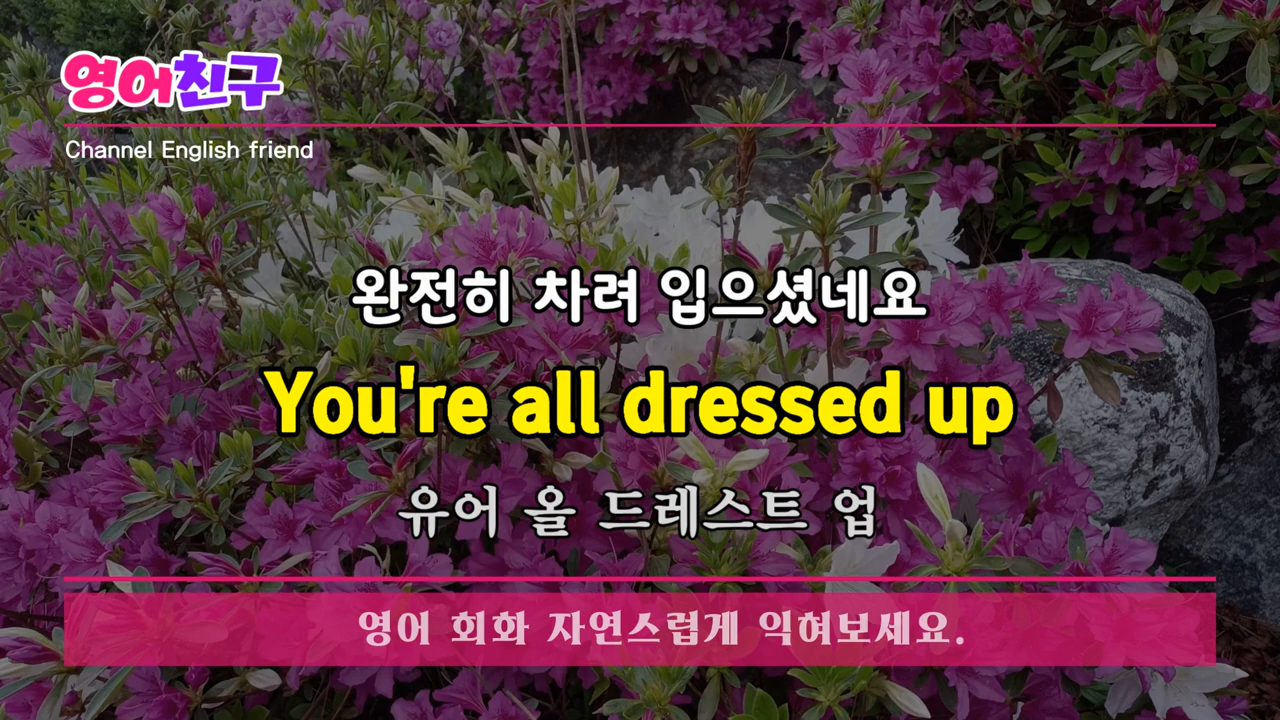 영어친구
Channel English friend
완전히 차려 입으셨네요
You're all dressed up
유어 올 드레스트 업
영어 회화 자연스럽게 익혀보세요.